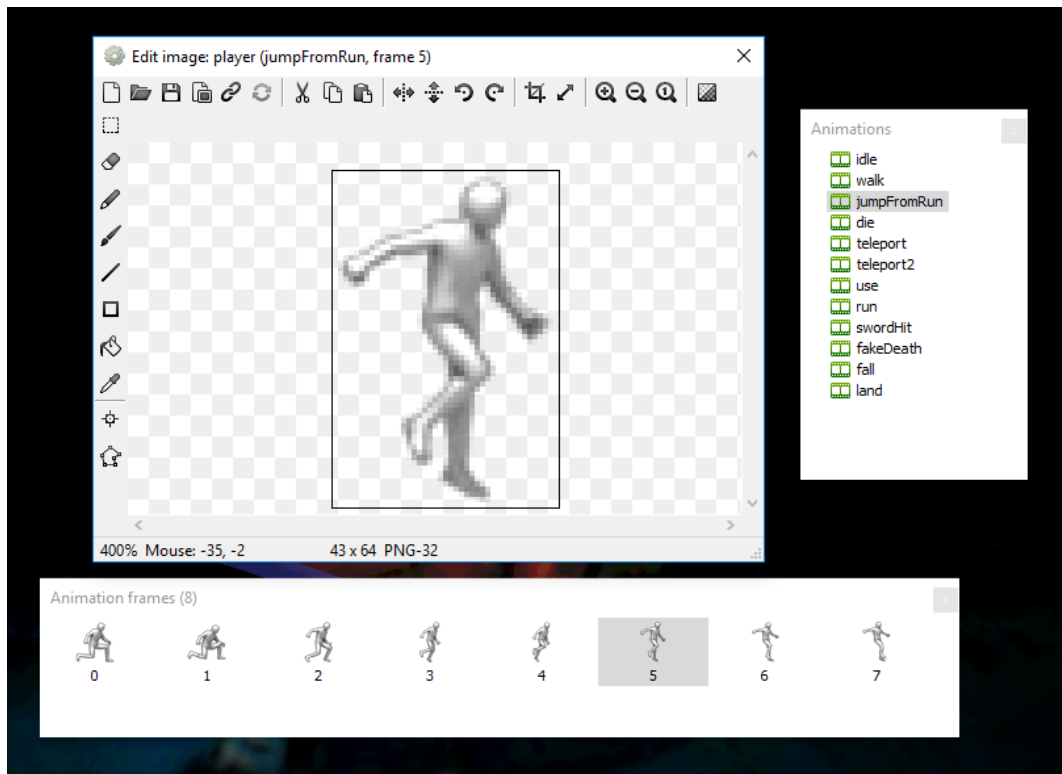 Edit image: player (jumpFromRun, frame 5)
Animations
idle
walk
jumpFromRun
die
teleport
teleport2
use
run
swordHit
fakeDeath
fall
land
400% Mouse: -35, -2 43 x 64 PNG-32
Animation frames (8)
0 1 2 3 4 5 6 7